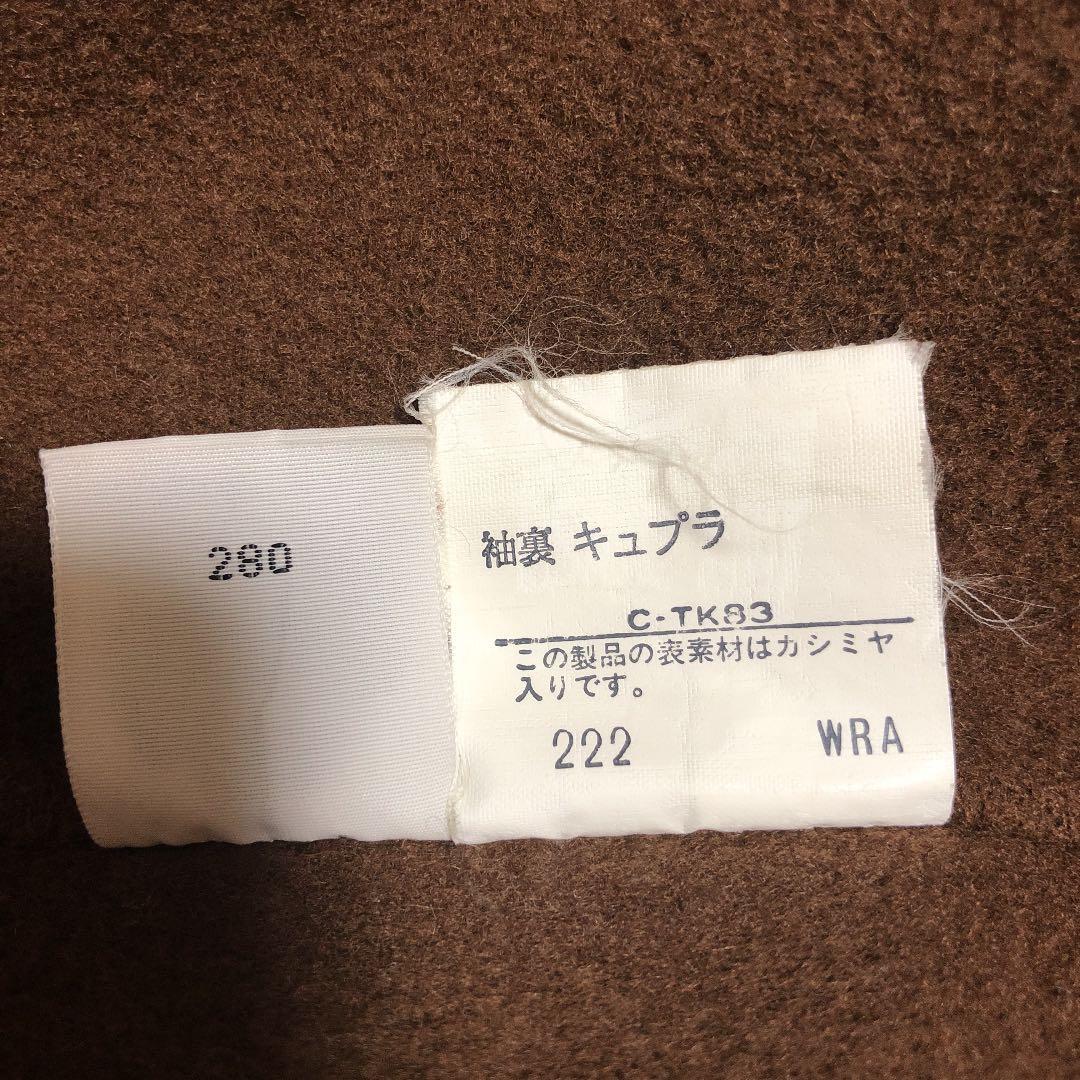 280
袖裏 キュプラ
C-TK83
この製品の表素材はカシミヤ
入りです。
222 WRA